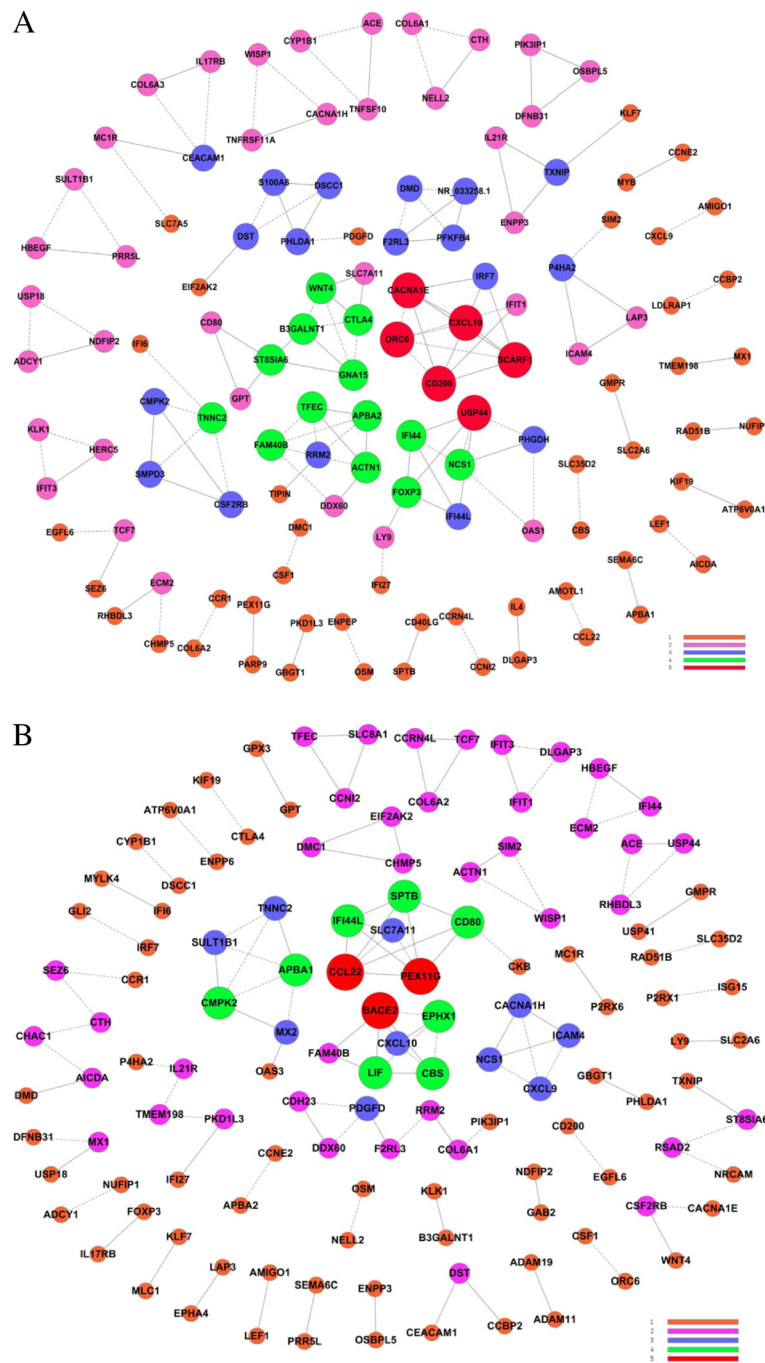 A
ACE
COL6A1
CYP1B1
CTH
PIK3IP1
WISP1
IL17RB
OSBPL5
COL6A3
NELL2
TNFSF10
CACNA1H
DFNB31
KLF7
MC1R
TNFRSF11A
IL21R
CEACAM1
CCNE2
TXNIP
MYB
SULT1B1
S100A8
DSCC1
DMD
NR_033258.1
AMIGO1
SLC7A5
ENPP3
SIM2
CXCL9
DST
PHLDA1
PDGFD
F2RL3
PFKFB4
HBEGF
PRR5L
P4HA2
CCBP2
SLC7A11
IRF7
EIF2AK2
WNT4
CACNA1E
LDLRAP1
USP18
IFIT1
CD80
CTLA4
CXCL10
LAP3
B3GALNT1
NDFIP2
IFI6
ORC6
ADCY1
ST8SIA6
SCARF1
ICAM4
MX1
TMEM198
GNA15
CD200
GMPR
GPT
CMPK2
TFEC
APBA2
USP44
KLK1
TNNC2
NUFIP1
RAD51B
HERC5
FAM40B
RRM2
IFI44
PHGDH
SLC2A6
SMPD3
ACTN1
NCS1
SLC35D2
IFIT3
FOXP3
KIF19
CSF2RB
TIPIN
DDX60
IFI44L
ATP6V0A1
EGFL6
TCF7
DMC1
OAS1
CBS
LEF1
LY9
SEZ6
ECM2
CSF1
SEMA6C
AICDA
CCR1
PEX11G
IFI27
AMOTL1
RHBDL3
PKD1L3
ENPEP
CD40LG
CCRN4L
IL4
APBA1
CHMP5
COL6A2
PARP9
CCL22
GBGT1
OSM
SPTB
CCNI2
DLGAP3
1
2
3
4
5
B
TFEC
SLC8A1
CCRN4L
TCF7
IFIT3
DLGAP3
GPX3
HBEGF
KIF19
CCNI2
COL6A2
IFIT1
IFI44
ATP6V0A1
GPT
EIF2AK2
ECM2
CTLA4
CYP1B1
ENPP6
DMC1
SIM2
ACE
USP44
CHMP5
ACTN1
MYLK4
DSCC1
GMPR
SPTB
RHBDL3
GLI2
IFI6
TNNC2
IFI44L
CD80
WISP1
USP41
SLC7A11
SLC35D2
IRF7
SULT1B1
MC1R
RAD51B
SEZ6
CCR1
APBA1
CCL22
PEX11G
CKB
ISG15
CMPK2
BACE2
EPHX1
CACNA1H
P2RX6
P2RX1
CTH
CHAC1
MX2
CXCL10
ICAM4
LY9
SLC2A6
P4HA2
IL21R
FAM40B
NCS1
AICDA
OAS3
LIF
CBS
CXCL9
GBGT1
TXNIP
DMD
TMEM198
PKD1L3
CDH23
PDGFD
RRM2
PHLDA1
ST8SIA6
DFNB31
MX1
PIK3IP1
CD200
RSAD2
DDX60
F2RL3
COL6A1
USP18
IFI27
CCNE2
NRCAM
NUFIP1
EGFL6
NDFIP2
ADCY1
FOXP3
APBA2
OSM
KLK1
CSF2RB
CACNA1E
GAB2
IL17RB
KLF7
NELL2
B3GALNT1
CSF1
WNT4
LAP3
AMIGO1
DST
ADAM19
ORC6
MLC1
SEMA6C
ENPP3
EPHA4
CEACAM1
CCBP2
ADAM11
LEF1
PRR5L
OSBPL5
1
2
3
4
5